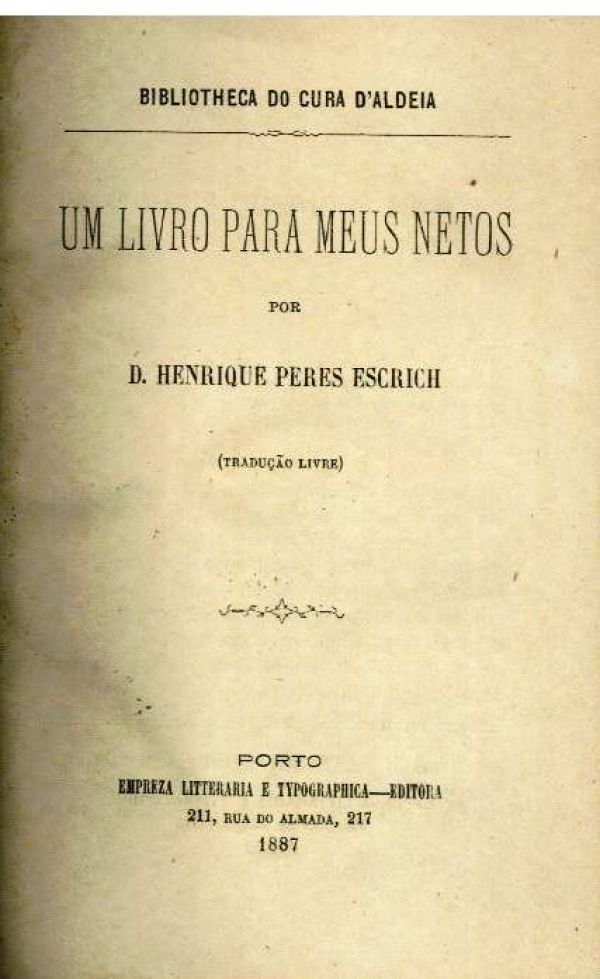 BIBLIOTHECA DO CURA D'ALDEIA
UM LIVRO PARA MEUS NETOS
POR
D. HENRIQUE PERES ESCRICH
(TRADUÇÃO LIVRE)
PORTO
EMPREZA LITTERARIA E TYPOGRAPHICA—EDITORA
211, RUA DO ALMADA, 217
1887